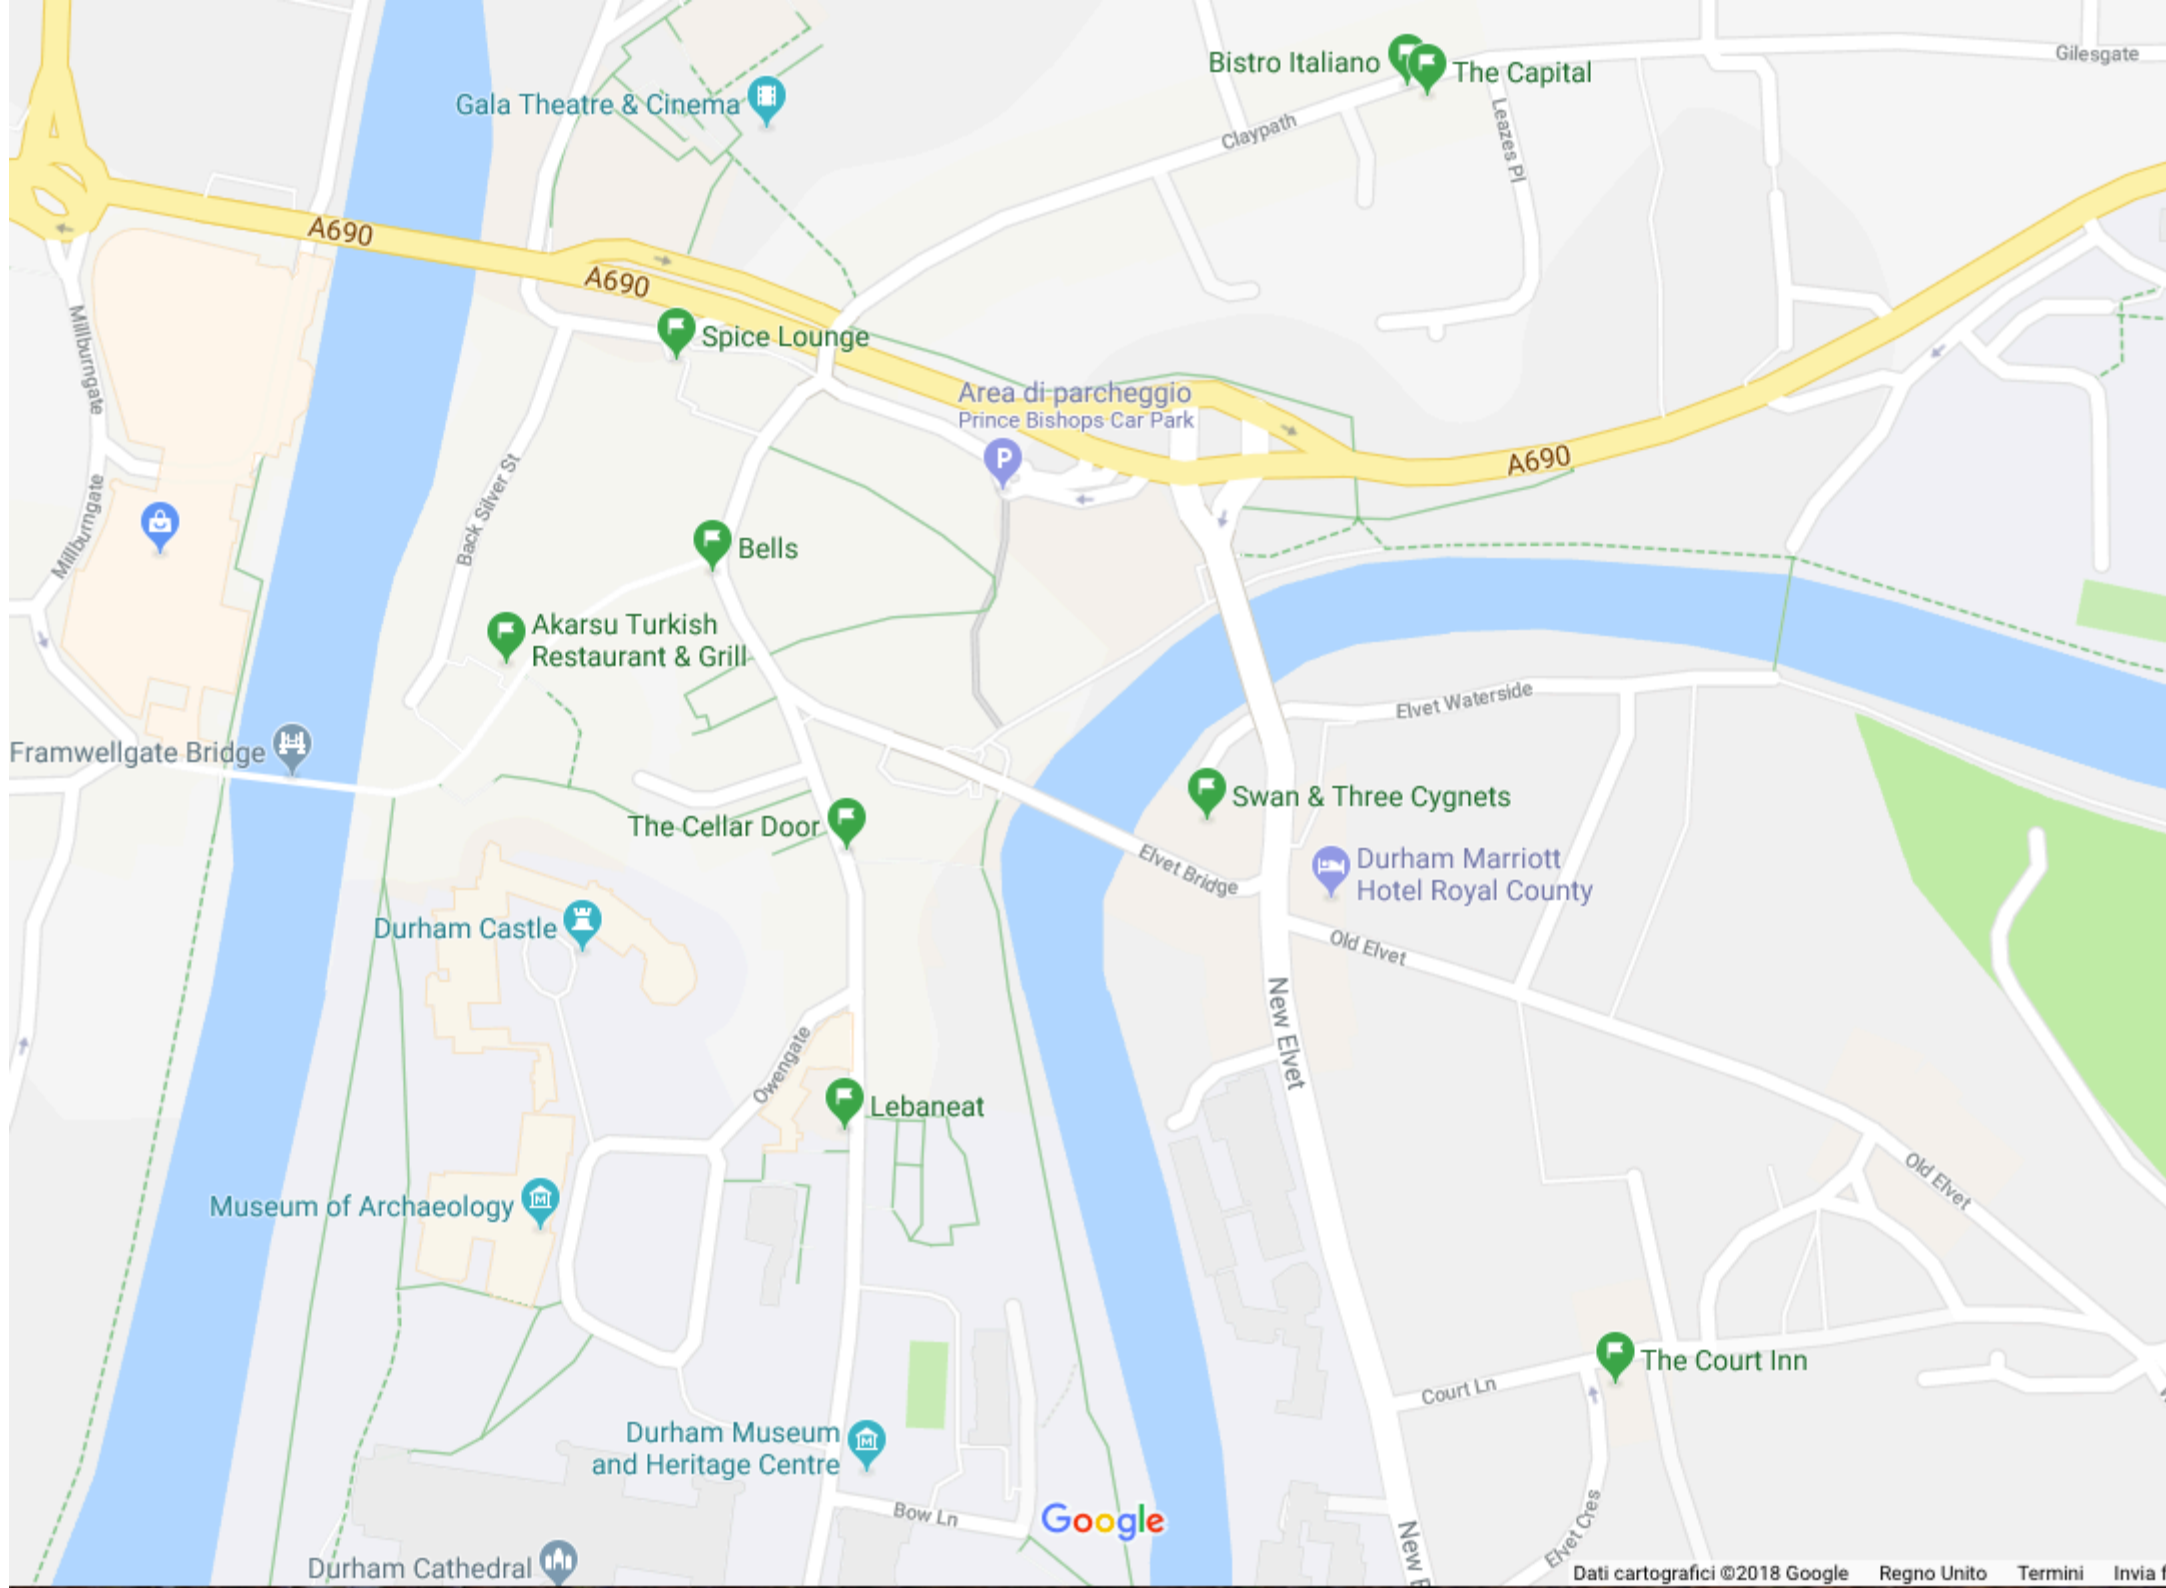 Bistro Italiano
The Capital
Gilesgate
Gala Theatre & Cinema
Claypath
Leazes Pl
A690
A690
Millburngate
Spice Lounge
Area di parcheggio
Prince Bishops Car Park
P
A690
Back Silver St
Millburngate
Bells
Akarsu Turkish
Restaurant & Grill
Elvet Waterside
Framwellgate Bridge
Swan & Three Cygnets
The Cellar Door
Elvet Bridge
Durham Marriott
Hotel Royal County
Durham Castle
Old Elvet
New Elvet
Owengate
Lebaneat
Old Elvet
Museum of Archaeology
M
The Court Inn
Court Ln
Durham Museum
and Heritage Centre
M
Bow Ln
Google
Elvet Cres
New E
Durham Cathedral
Dati cartografici ©2018 Google Regno Unito Termini Invia f